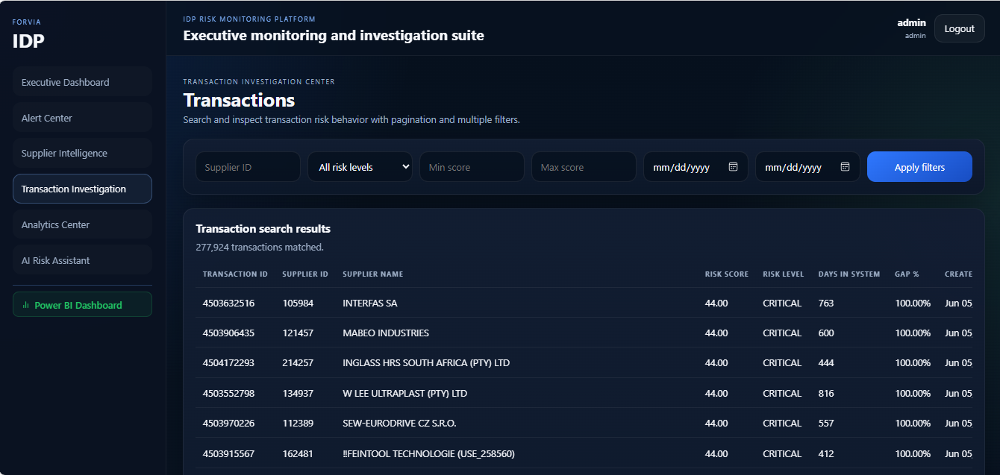 FORVIA
IDP
Executive Dashboard
Alert Center
Supplier Intelligence
Transaction Investigation
Analytics Center
AI Risk Assistant
Power BI Dashboard
IDP RISK MONITORING PLATFORM
Executive monitoring and investigation suite
admin
admin
Logout
TRANSACTION INVESTIGATION CENTER
Transactions
Search and inspect transaction risk behavior with pagination and multiple filters.
Supplier ID All risk levels Min score Max score mm/dd/yyyy mm/dd/yyyy Apply filters
Transaction search results
277,924 transactions matched.
TRANSACTION ID SUPPLIER ID SUPPLIER NAME RISK SCORE RISK LEVEL DAYS IN SYSTEM GAP % CREATE
4503632516 105984 INTERFAS SA 44.00 CRITICAL 763 100.00% Jun 05,
4503906435 121457 MABEO INDUSTRIES 44.00 CRITICAL 600 100.00% Jun 05,
4504172293 214257 INGLASS HRS SOUTH AFRICA (PTY) LTD 44.00 CRITICAL 444 100.00% Jun 05,
4503552798 134937 W LEE ULTRAPLAST (PTY) LTD 44.00 CRITICAL 816 100.00% Jun 05,
4503970226 112389 SEW-EURODRIVE CZ S.R.O. 44.00 CRITICAL 557 100.00% Jun 05,
4503915567 162481 !!FEINTOOL TECHNOLOGIE (USE_258560) 44.00 CRITICAL 412 100.00% Jun 05,